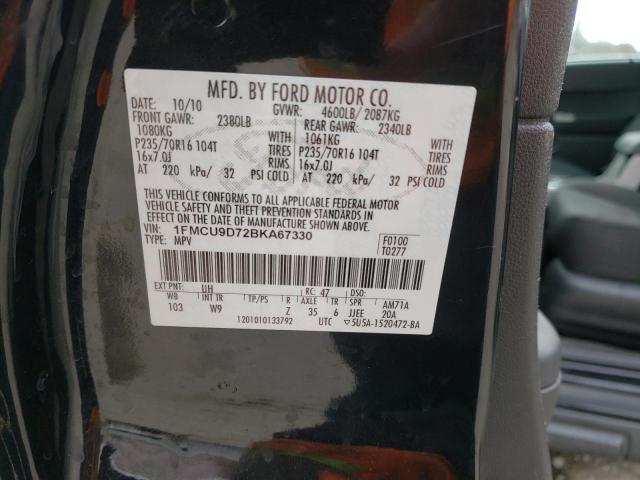 MFD. BY FORD MOTOR CO.
DATE: 10/10 GVWR: 4600LB/ 2087KG
FRONT GAWR: 2380LB REAR GAWR: 2340LB
1080KG WITH 1061KG WITH
P235/70R16 104T TIRES P235/70R16 104T TIRES
16x7.0J RIMS 16x7.0J RIMS
AT 220 kPa/ 32 PSI COLD AT 220 kPa/ 32 PSI COLD
THIS VEHICLE CONFORMS TO ALL APPLICABLE FEDERAL MOTOR
VEHICLE SAFETY AND THEFT PREVENTION STANDARDS
IN EFFECT ON THE DATE OF MANUFACTURE SHOWN ABOVE.
VIN: 1FMCU9D72BKA67330 F0100
TYPE: MPV T0277
EXT PNT: UH RC: 47 DSO:
WB INT TR TP/PS R AXLE TR SPR AM71A
103 W9 Z 35 6 JJEE 20A
1201010133792 UTC 5U5A-1520472-BA